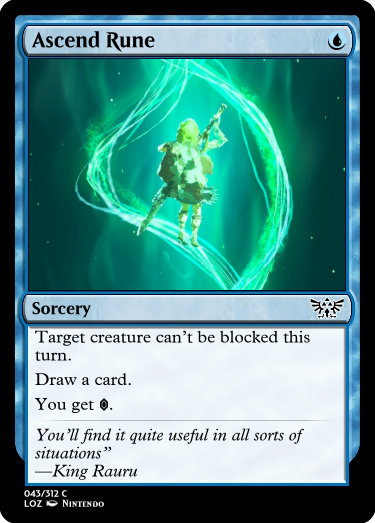 Ascend Rune
Sorcery
Target creature can't be blocked this
turn.
Draw a card.
You get .
You'll find it quite useful in all sorts of
situations”
—King Rauru
043/312 C
LOZ Nintendo